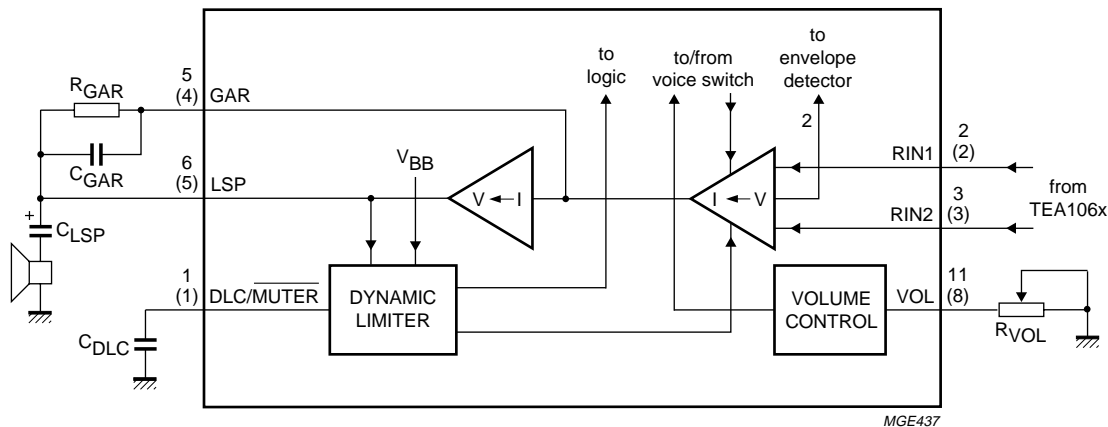 to
logic
to/from
voice switch
to
envelope
detector
5
(4)
GAR
R_GAR
C_GAR
6
(5)
LSP
V_BB
V ← I
I ← V
2
RIN1
2
(2)
RIN2
3
(3)
from
TEA106x
+
C_LSP
1
(1)
DLC/MUTER
DYNAMIC
LIMITER
VOLUME
CONTROL
VOL
11
(8)
R_VOL
C_DLC
MGE437